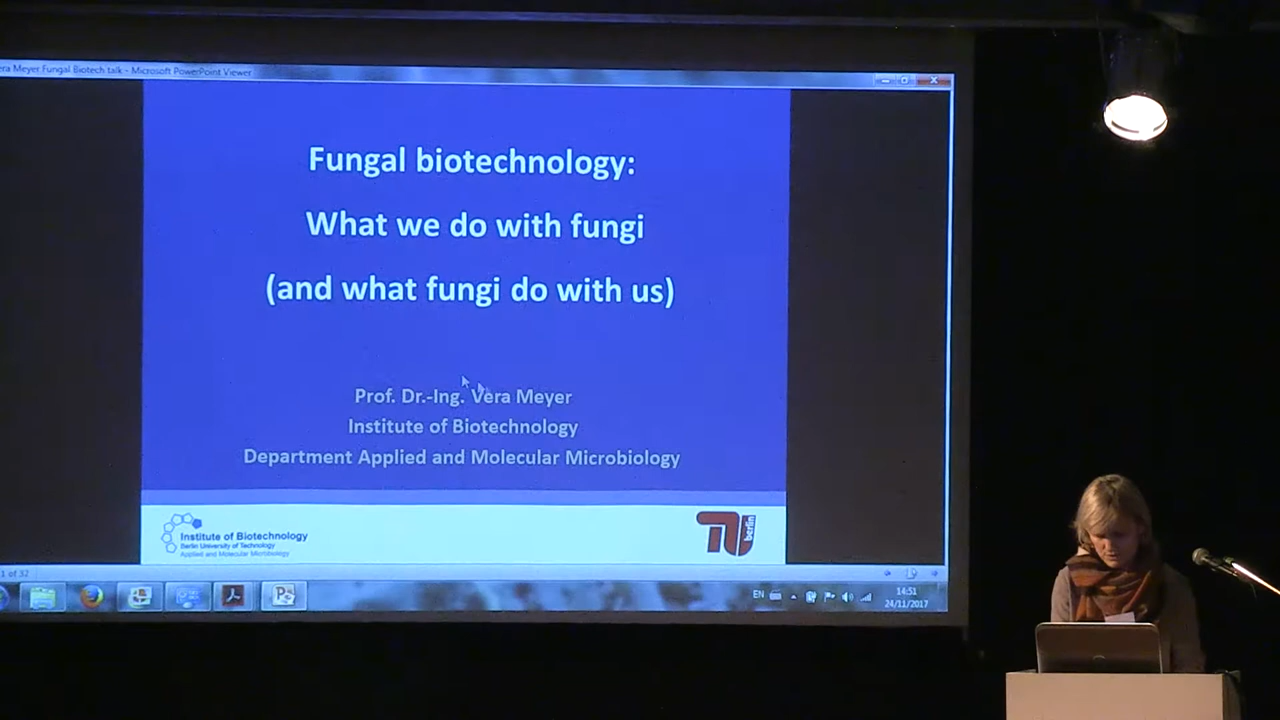 Vera Meyer Fungal Biotech talk - Microsoft PowerPoint Viewer
Fungal biotechnology:
What we do with fungi
(and what fungi do with us)
Prof. Dr.-Ing. Vera Meyer
Institute of Biotechnology
Department Applied and Molecular Microbiology
Institute of Biotechnology
Berlin University of Technology
Applied and Molecular Microbiology
berlin
1 of 32
EN
14:51
24/11/2017